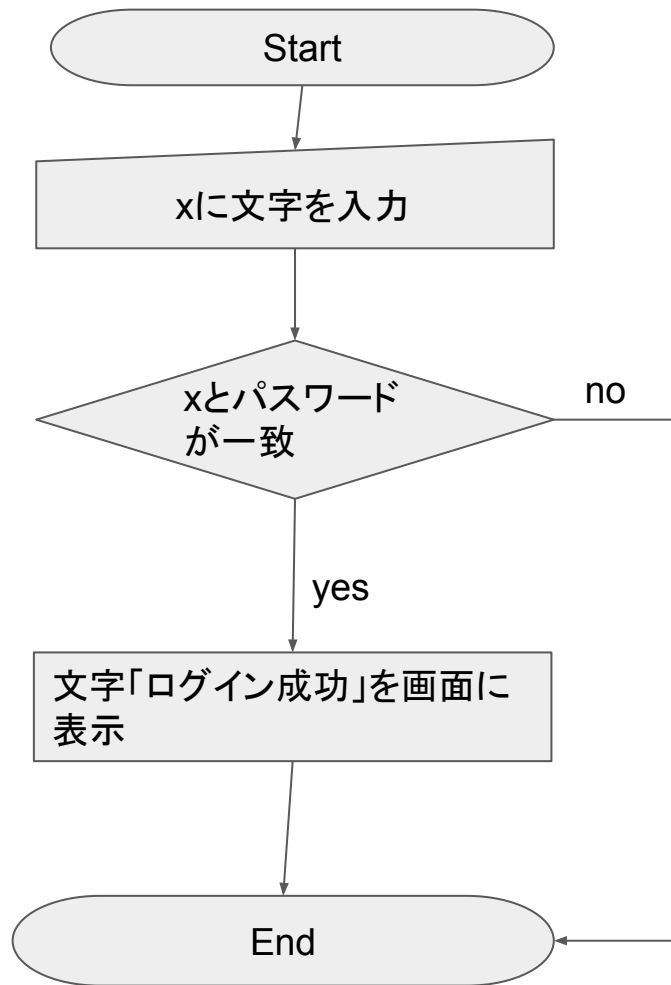 Start
xに文字を入力
xとパスワード
が一致
no
yes
文字「ログイン成功」を画面に
表示
End